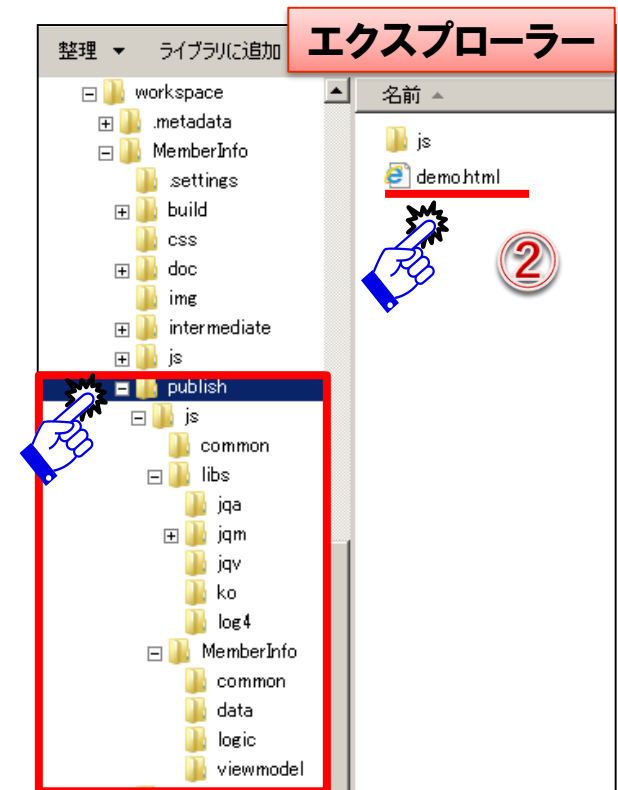 エクスプローラー
整理 ▼ ライブラリに追加
workspace
.metadata
MemberInfo
.settings
build
css
doc
img
intermediate
js
publish
js
common
libs
jqa
jqm
jqv
ko
log4
MemberInfo
common
data
logic
viewmodel
名前
js
demo.html
②